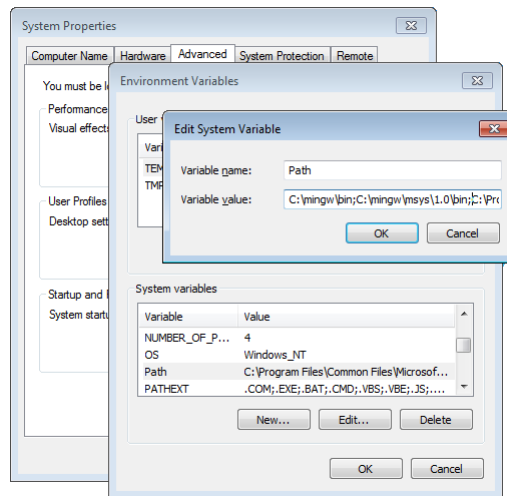 System Properties
Computer Name Hardware Advanced System Protection Remote
You must be l
Performance
Visual effects
User Profiles
Desktop sett
Startup and
System startu
Environment Variables
User
Vari
TEM
TMP
Edit System Variable
Variable name: Path
Variable value: C:\mingw\bin;C:\mingw\msys\1.0\bin;C:\Pro
OK Cancel
System variables
Variable Value
NUMBER_OF_P... 4
OS Windows_NT
Path C:\Program Files\Common Files\Microsof...
PATHEXT .COM;.EXE;.BAT;.CMD;.VBS;.VBE;.JS;....
New... Edit... Delete
OK Cancel